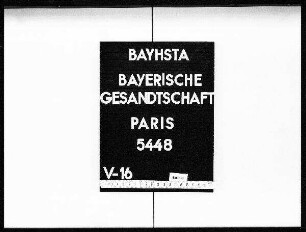 BAYHSTA
BAYERISCHE
GESANDTSCHAFT
PARIS
5448
V-16